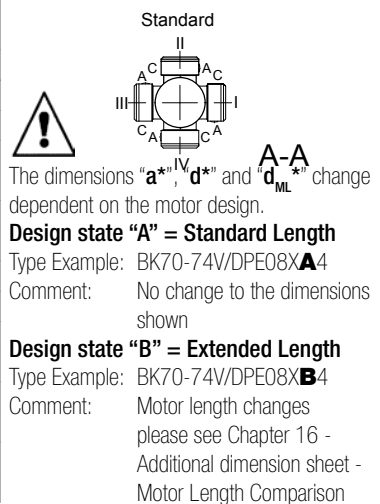 Standard
II
C
A
A
C
III
I
C
A
A
C
IV
A-A
The dimensions "a*", "d*" and "dML*" change
dependent on the motor design.
Design state "A" = Standard Length
Type Example: BK70-74V/DPE08XA4
Comment: No change to the dimensions
shown
Design state "B" = Extended Length
Type Example: BK70-74V/DPE08XB4
Comment: Motor length changes
please see Chapter 16 -
Additional dimension sheet -
Motor Length Comparison